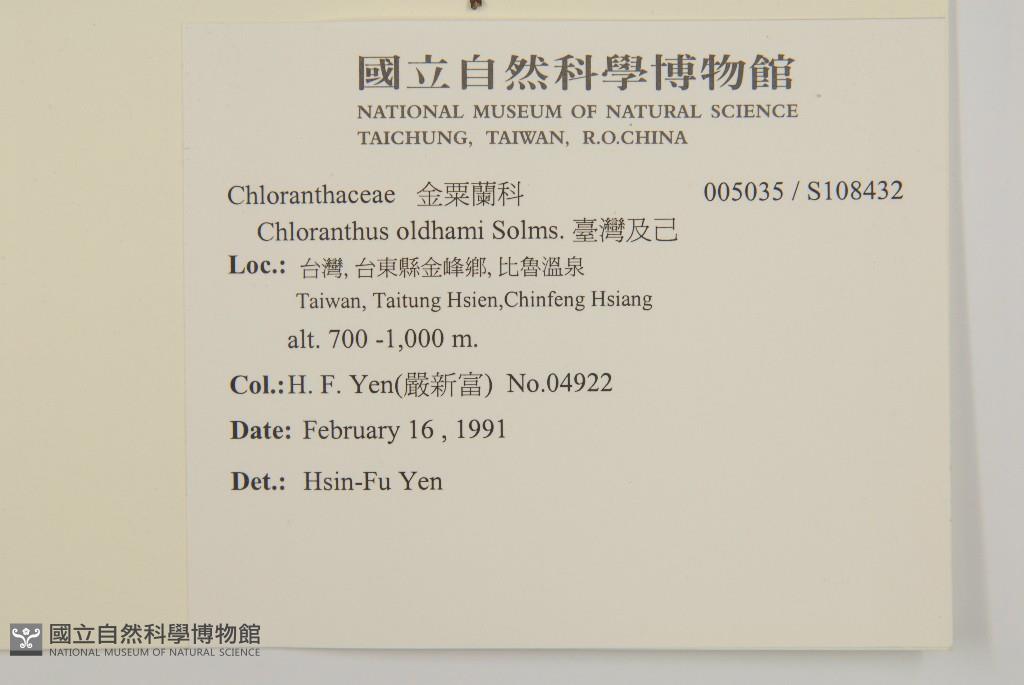 國立自然科學博物館
NATIONAL MUSEUM OF NATURAL SCIENCE
TAICHUNG, TAIWAN, R.O.CHINA
Chloranthaceae 金粟蘭科 005035 / S108432
Chloranthus oldhami Solms. 臺灣及己
Loc.: 台灣, 台東縣金峰鄉, 比魯溫泉
Taiwan, Taitung Hsien,Chinfeng Hsiang
alt. 700 -1,000 m.
Col.:H. F. Yen(嚴新富) No.04922
Date: February 16 , 1991
Det.: Hsin-Fu Yen
國立自然科學博物館
NATIONAL MUSEUM OF NATURAL SCIENCE